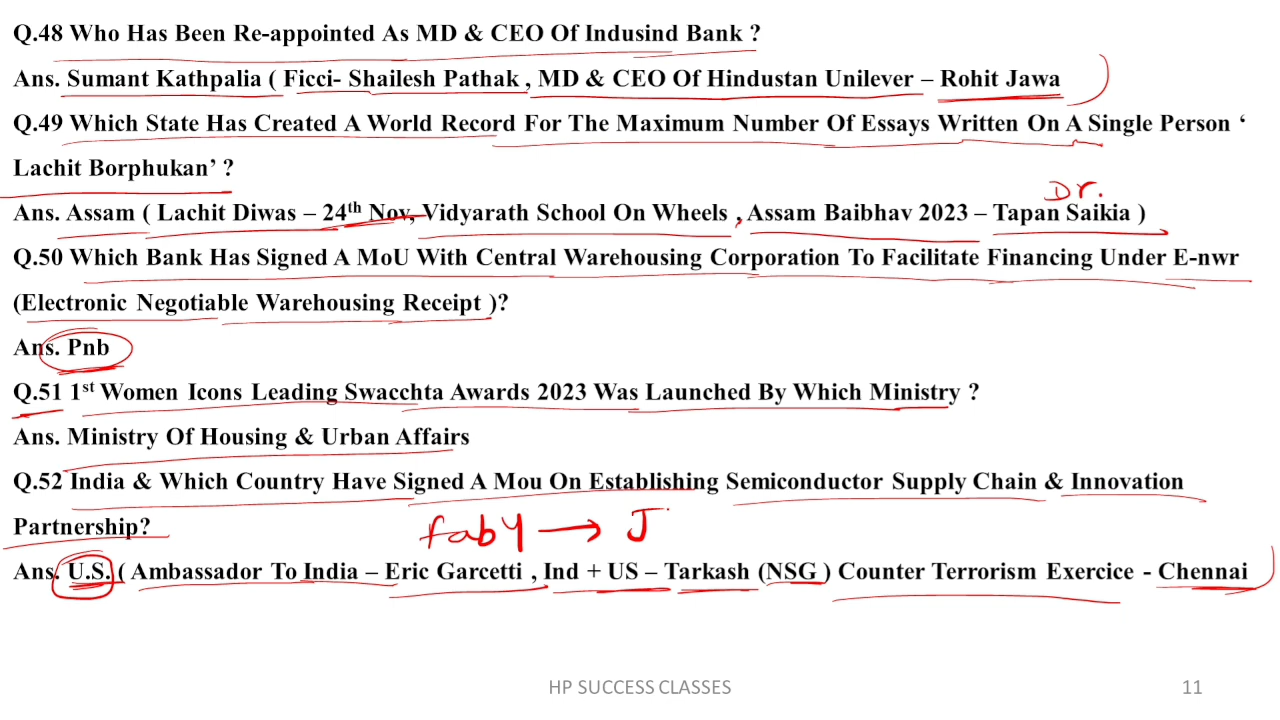 Q.48 Who Has Been Re-appointed As MD & CEO Of Indusind Bank ?
Ans. Sumant Kathpalia ( Ficci- Shailesh Pathak , MD & CEO Of Hindustan Unilever – Rohit Jawa
Q.49 Which State Has Created A World Record For The Maximum Number Of Essays Written On A Single Person ‘
Lachit Borphukan’ ?
Dr.
Ans. Assam ( Lachit Diwas – 24th Nov, Vidyarath School On Wheels , Assam Baibhav 2023 – Tapan Saikia )
Q.50 Which Bank Has Signed A MoU With Central Warehousing Corporation To Facilitate Financing Under E-nwr
(Electronic Negotiable Warehousing Receipt )?
Ans. Pnb
Q.51 1st Women Icons Leading Swacchta Awards 2023 Was Launched By Which Ministry ?
Ans. Ministry Of Housing & Urban Affairs
Q.52 India & Which Country Have Signed A Mou On Establishing Semiconductor Supply Chain & Innovation
Partnership?
J
Ans. U.S. ( Ambassador To India – Eric Garcetti , Ind + US – Tarkash (NSG ) Counter Terrorism Exercice - Chennai
HP SUCCESS CLASSES
11